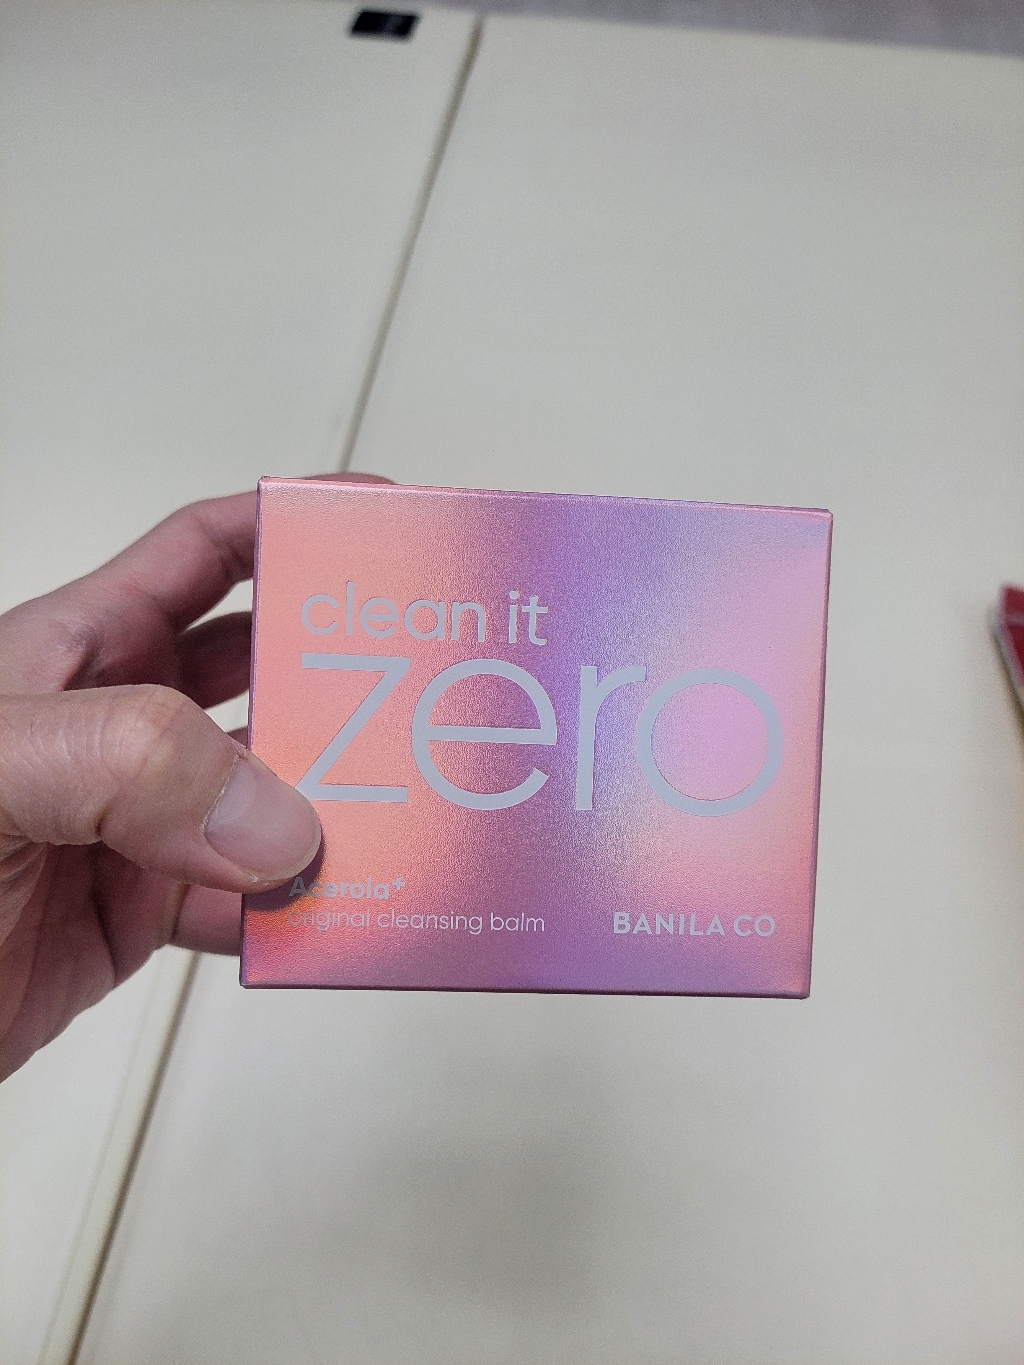 clean it
zero
Acerola+
original cleansing balm
BANILA CO